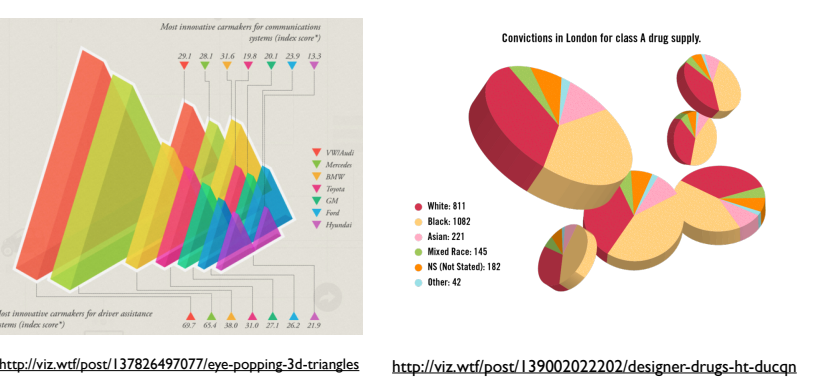 Most innovative carmakers for communications
systems (index score*)
29.1 28.1 31.6 19.8 20.1 23.9 13.3
VW/Audi
Mercedes
BMW
Toyota
GM
Ford
Hyundai
Most innovative carmakers for driver assistance
systems (index score*)
69.7 65.4 38.0 31.0 27.1 26.2 21.9
http://viz.wtf/post/137826497077/eye-popping-3d-triangles
Convictions in London for class A drug supply.
White: 811
Black: 1082
Asian: 221
Mixed Race: 145
NS (Not Stated): 182
Other: 42
http://viz.wtf/post/139002022202/designer-drugs-ht-ducqn